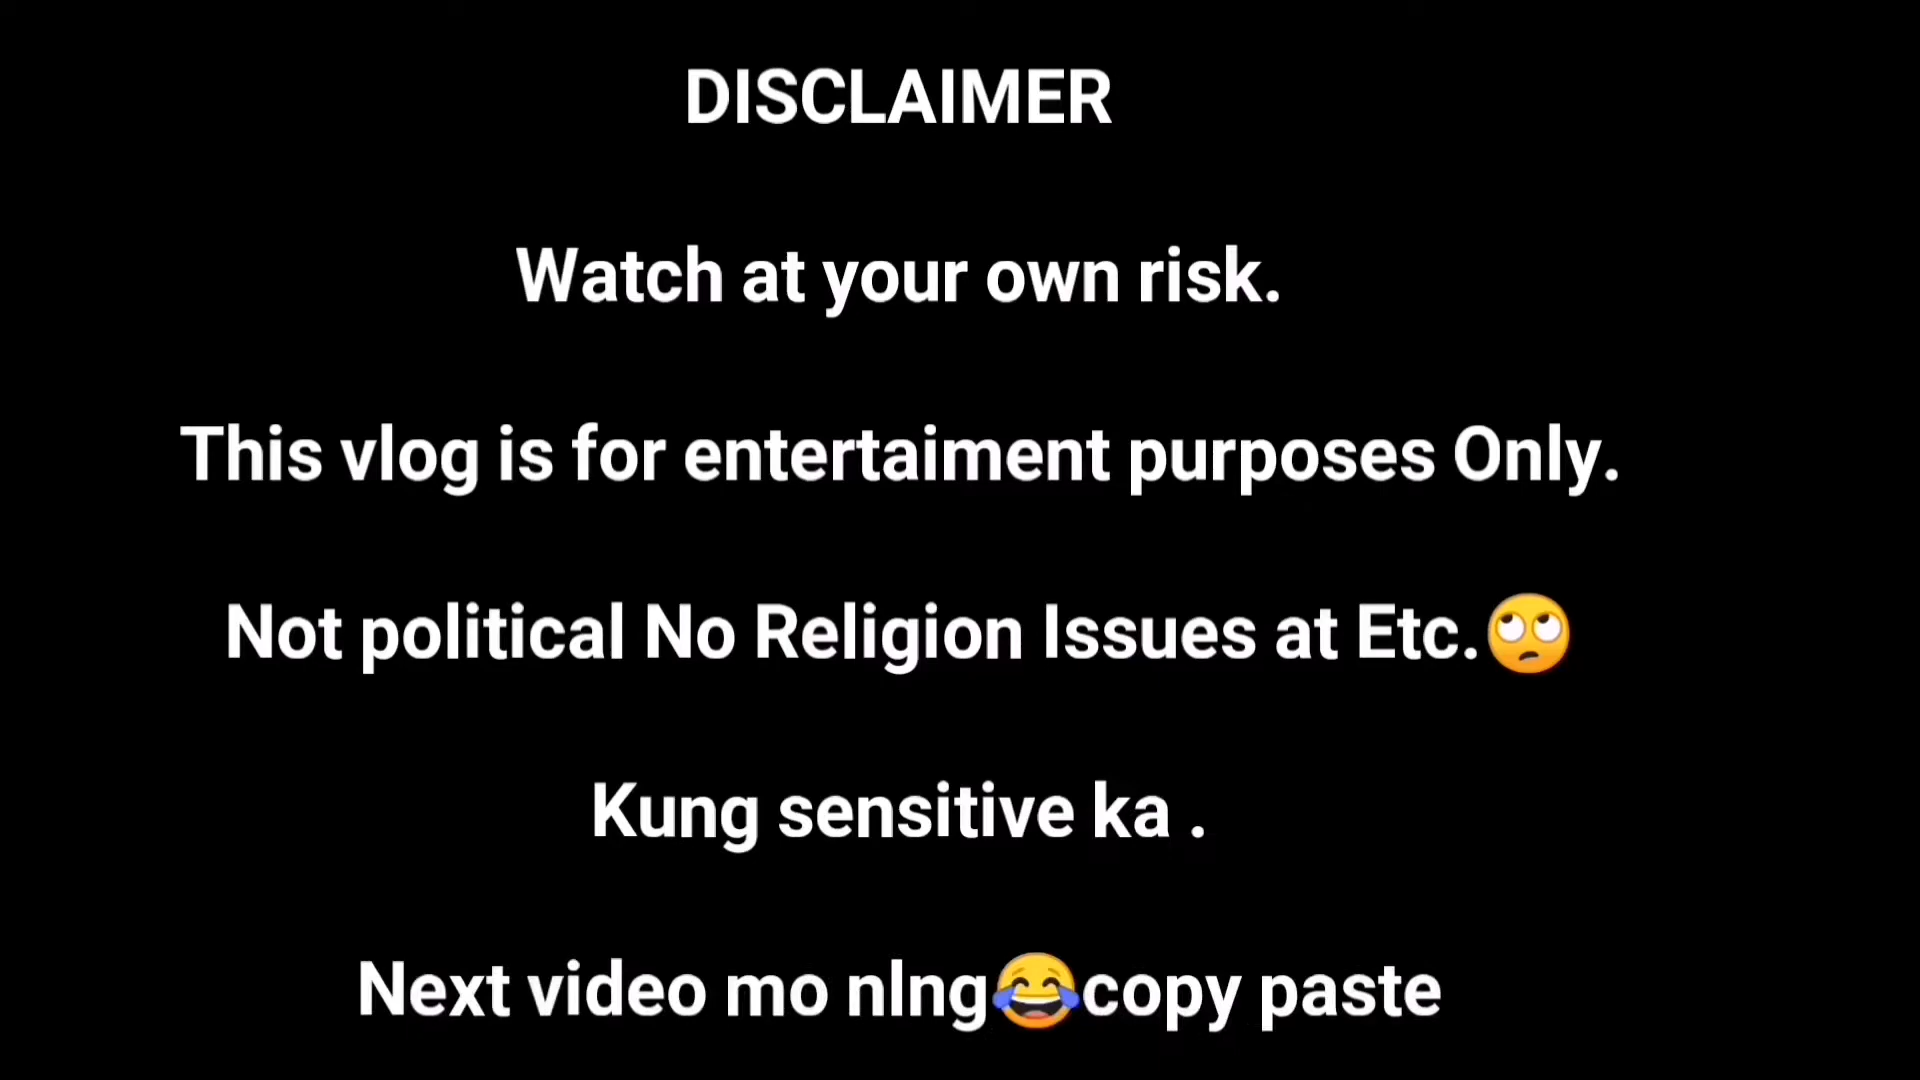 DISCLAIMER
Watch at your own risk.
This vlog is for entertaiment purposes Only.
Not political No Religion Issues at Etc.🙄
Kung sensitive ka .
Next video mo nlng😂copy paste